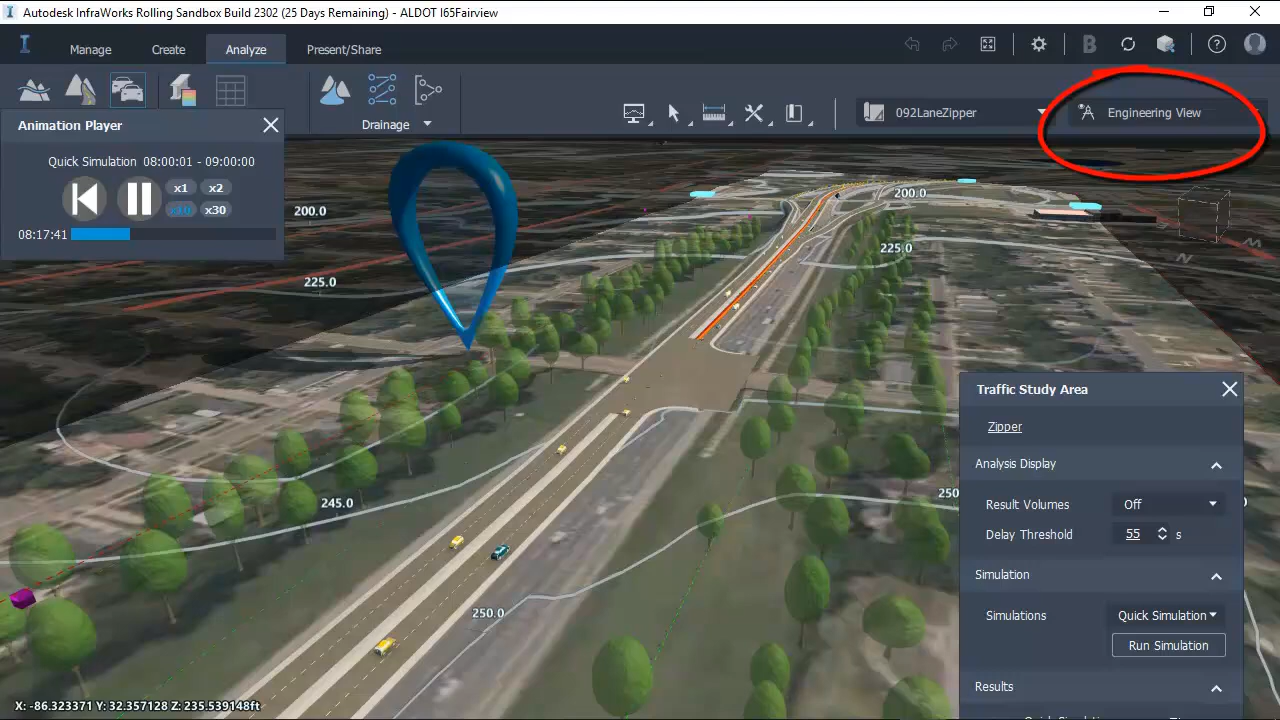 Autodesk InfraWorks Rolling Sandbox Build 2302 (25 Days Remaining) - ALDOT I65Fairview
Manage Create Analyze Present/Share
Drainage
092LaneZipper
Engineering View
Animation Player
Quick Simulation 08:00:01 - 09:00:00
x1 x2
x30
08:17:41
200.0
200.0
225.0
225.0
245.0
250
250.0
Traffic Study Area
Zipper
Analysis Display
Result Volumes Off
Delay Threshold 55 s
Simulation
Simulations Quick Simulation
Run Simulation
Results
X: -86.323371 Y: 32.357128 Z: 235.539148ft